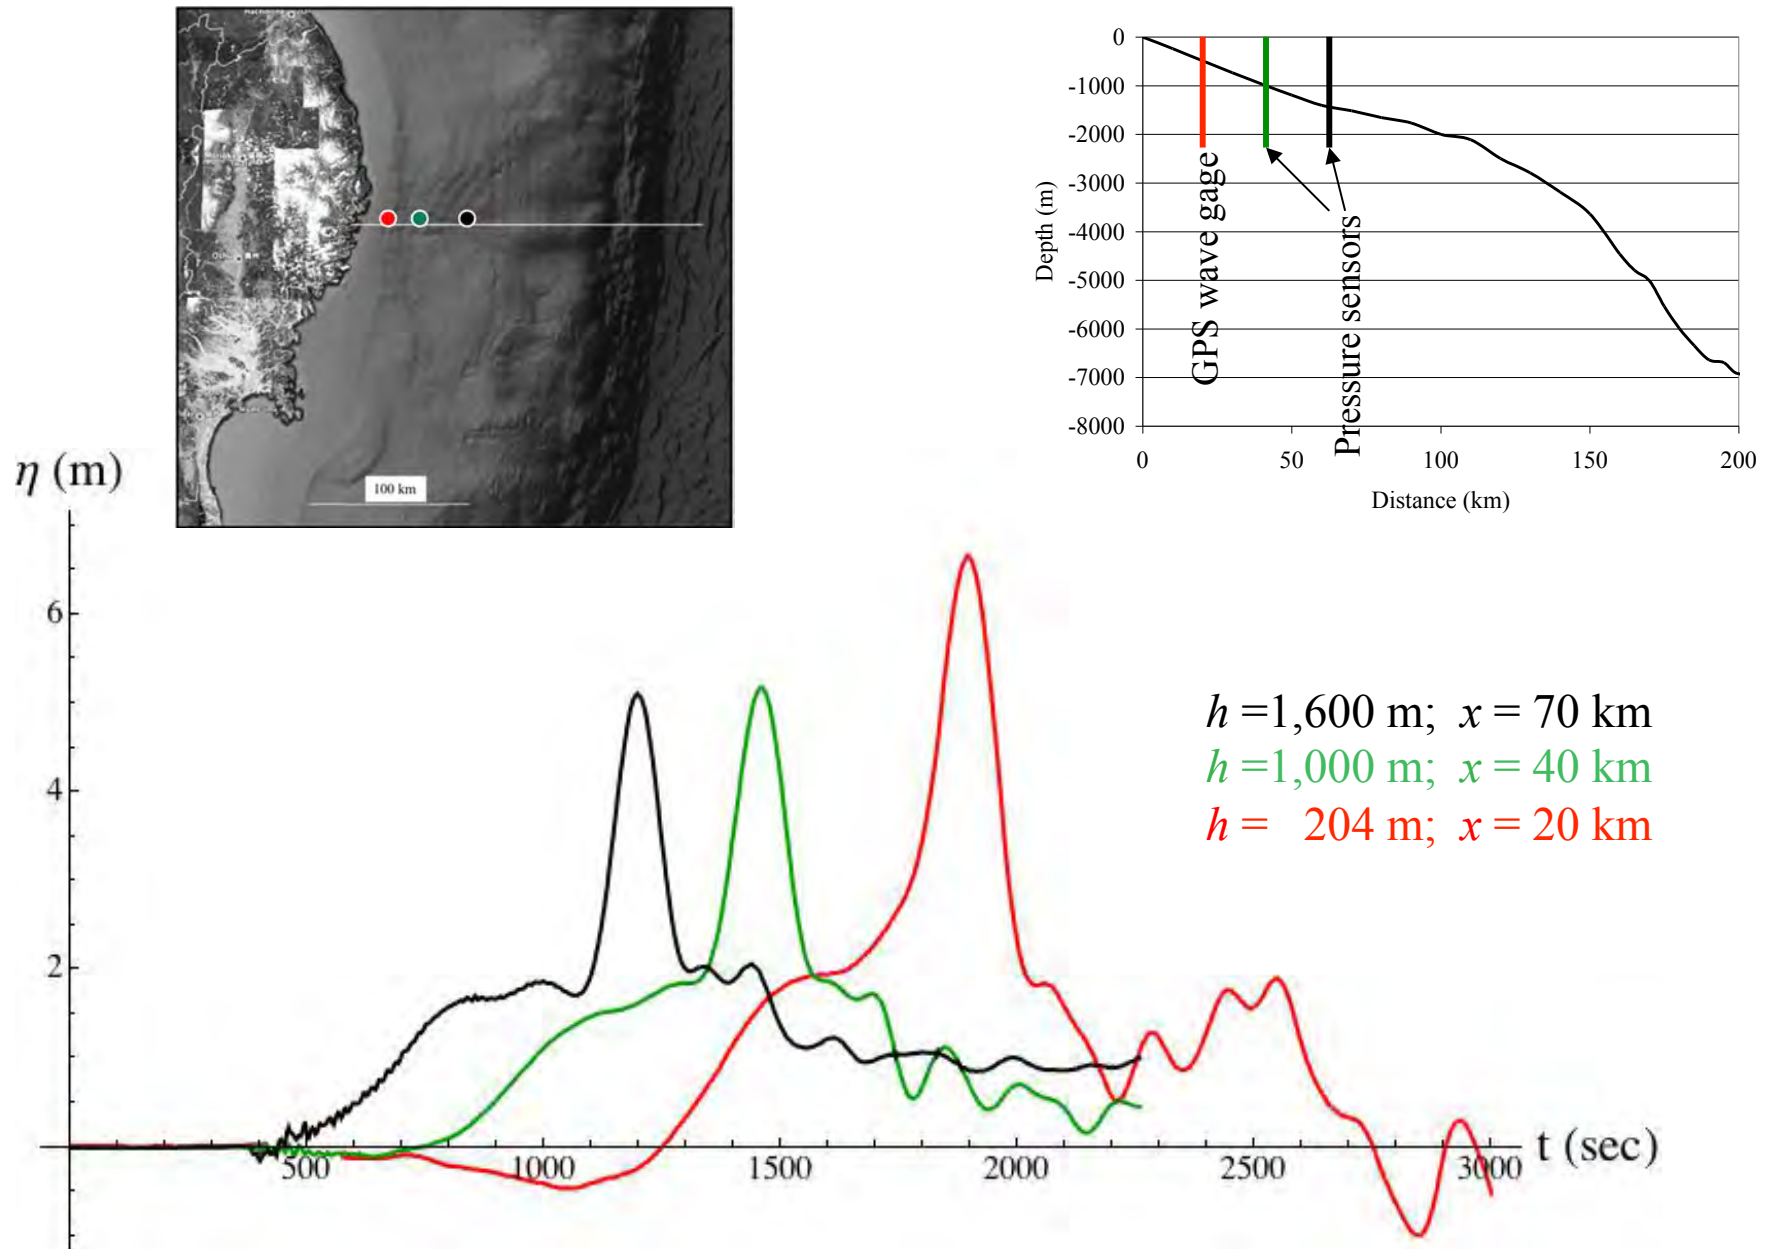 100 km
0
-1000
-2000
-3000
-4000
-5000
-6000
-7000
-8000
Depth (m)
0
50
100
150
200
Distance (km)
GPS wave gage
Pressure sensors
η (m)
6
4
2
500
1000
1500
2000
2500
3000
t (sec)
h =1,600 m; x = 70 km
h =1,000 m; x = 40 km
h = 204 m; x = 20 km